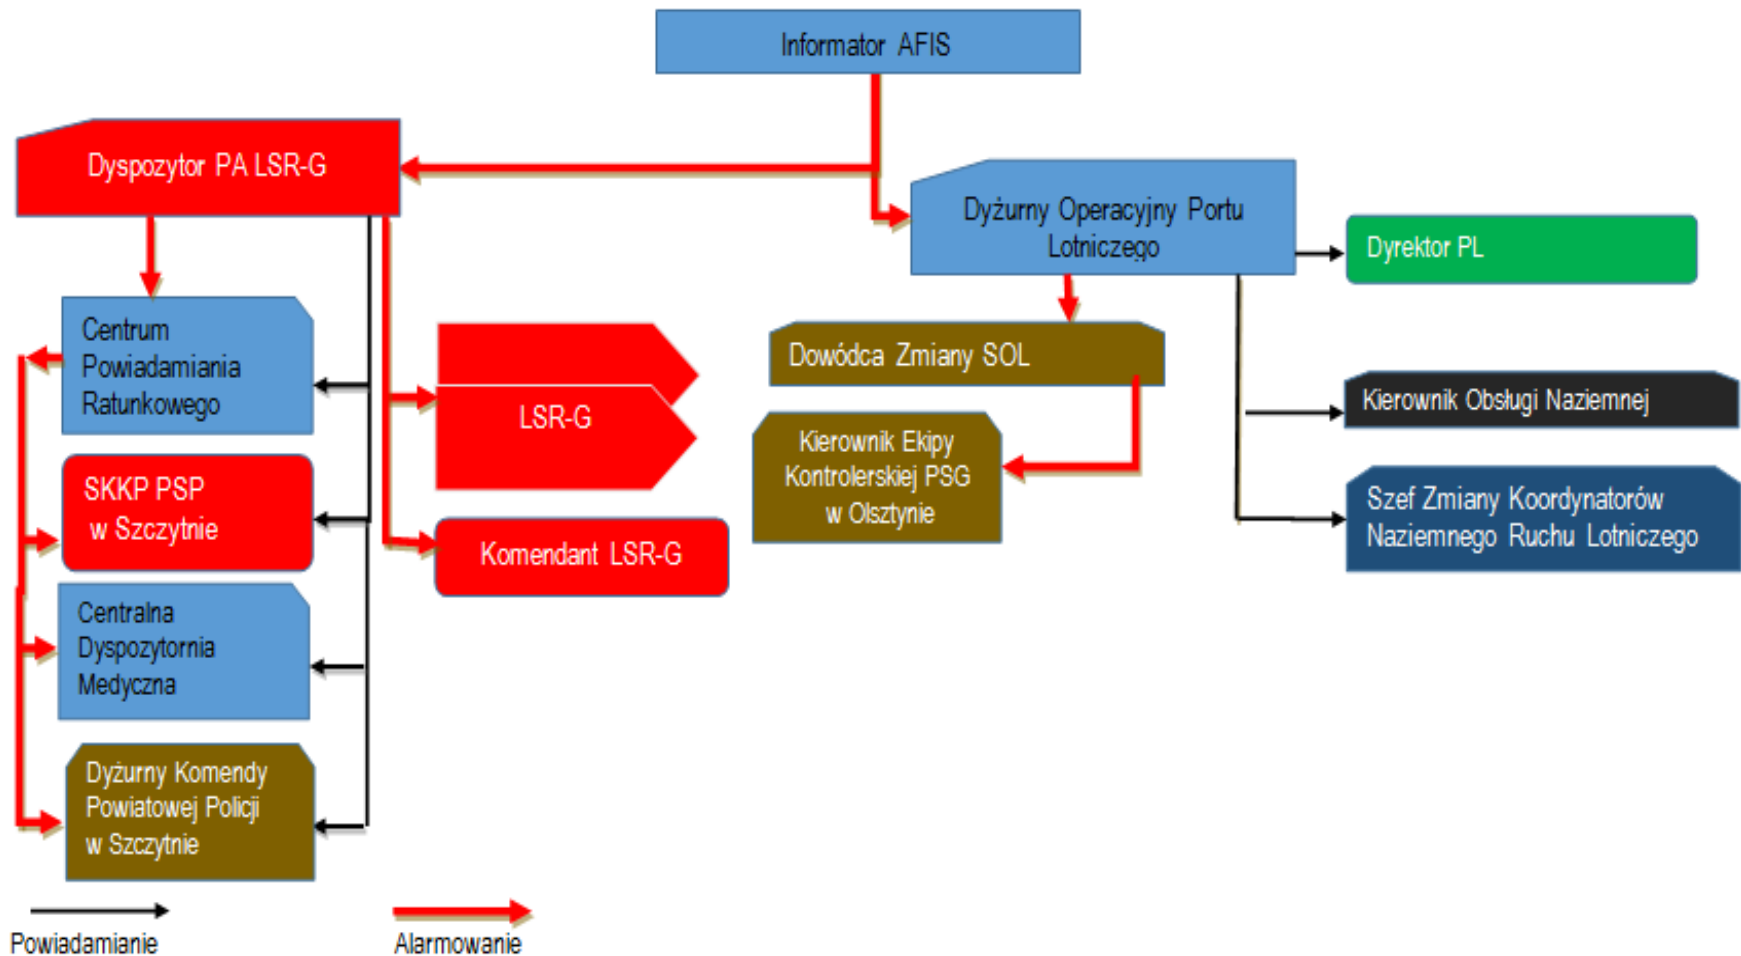 Informator AFIS
Dyspozytor PA LSR-G
Dyżurny Operacyjny Portu
Lotniczego
Dyrektor PL
Centrum
Powiadamiania
Ratunkowego
LSR-G
Dowódca Zmiany SOL
Kierownik Obsługi Naziemnej
Kierownik Ekipy
Kontrolerskiej PSG
w Olsztynie
SKKP PSP
w Szczytnie
Komendant LSR-G
Szef Zmiany Koordynatorów
Naziemnego Ruchu Lotniczego
Centralna
Dyspozytornia
Medyczna
Dyżurny Komendy
Powiatowej Policji
w Szczytnie
Powiadamianie
Alarmowanie